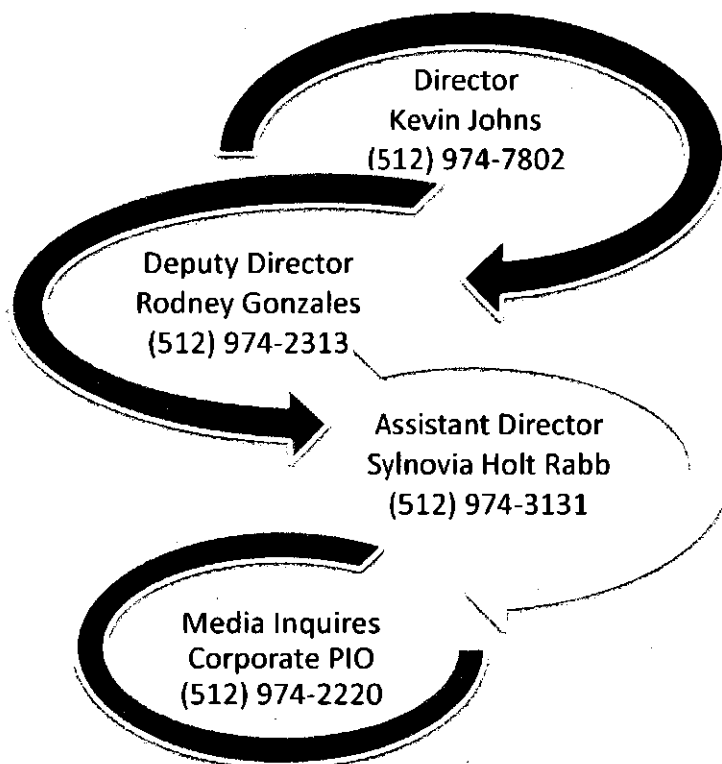 Director
Kevin Johns
(512) 974-7802
Deputy Director
Rodney Gonzales
(512) 974-2313
Assistant Director
Sylnovia Holt Rabb
(512) 974-3131
Media Inquires
Corporate PIO
(512) 974-2220